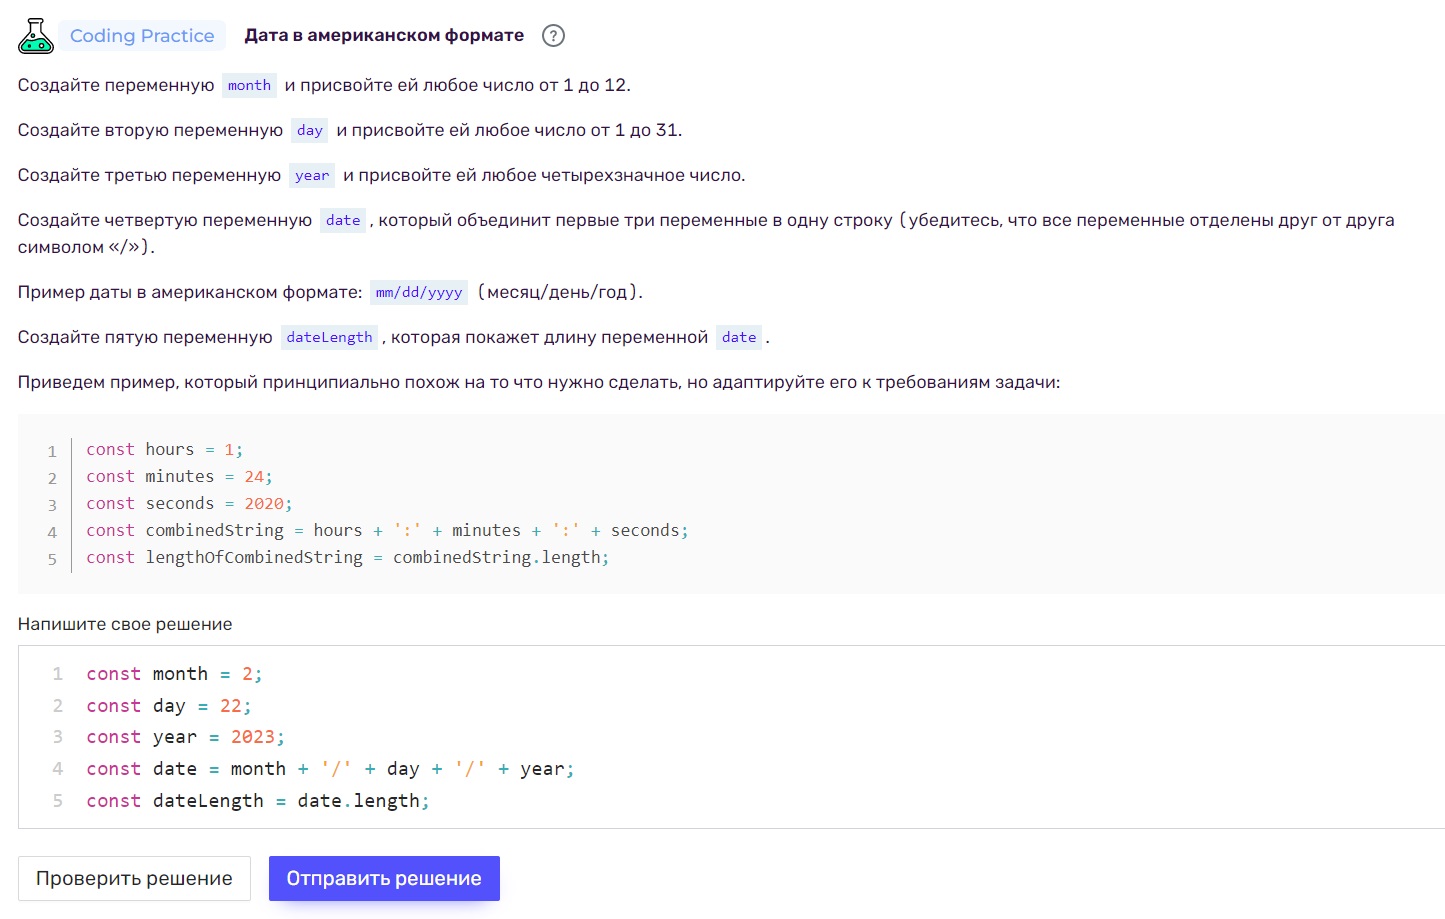 Coding Practice Дата в американском формате ?
Создайте переменную month и присвойте ей любое число от 1 до 12.
Создайте вторую переменную day и присвойте ей любое число от 1 до 31.
Создайте третью переменную year и присвойте ей любое четырехзначное число.
Создайте четвертую переменную date , который объединит первые три переменные в одну строку (убедитесь, что все переменные отделены друг от друга
символом «/»).
Пример даты в американском формате: mm/dd/yyyy (месяц/день/год).
Создайте пятую переменную dateLength , которая покажет длину переменной date .
Приведем пример, который принципиально похож на то что нужно сделать, но адаптируйте его к требованиям задачи:
1 const hours = 1;
2 const minutes = 24;
3 const seconds = 2020;
4 const combinedString = hours + ':' + minutes + ':' + seconds;
5 const lengthOfCombinedString = combinedString.length;
Напишите свое решение
1 const month = 2;
2 const day = 22;
3 const year = 2023;
4 const date = month + '/' + day + '/' + year;
5 const dateLength = date.length;
Проверить решение Отправить решение